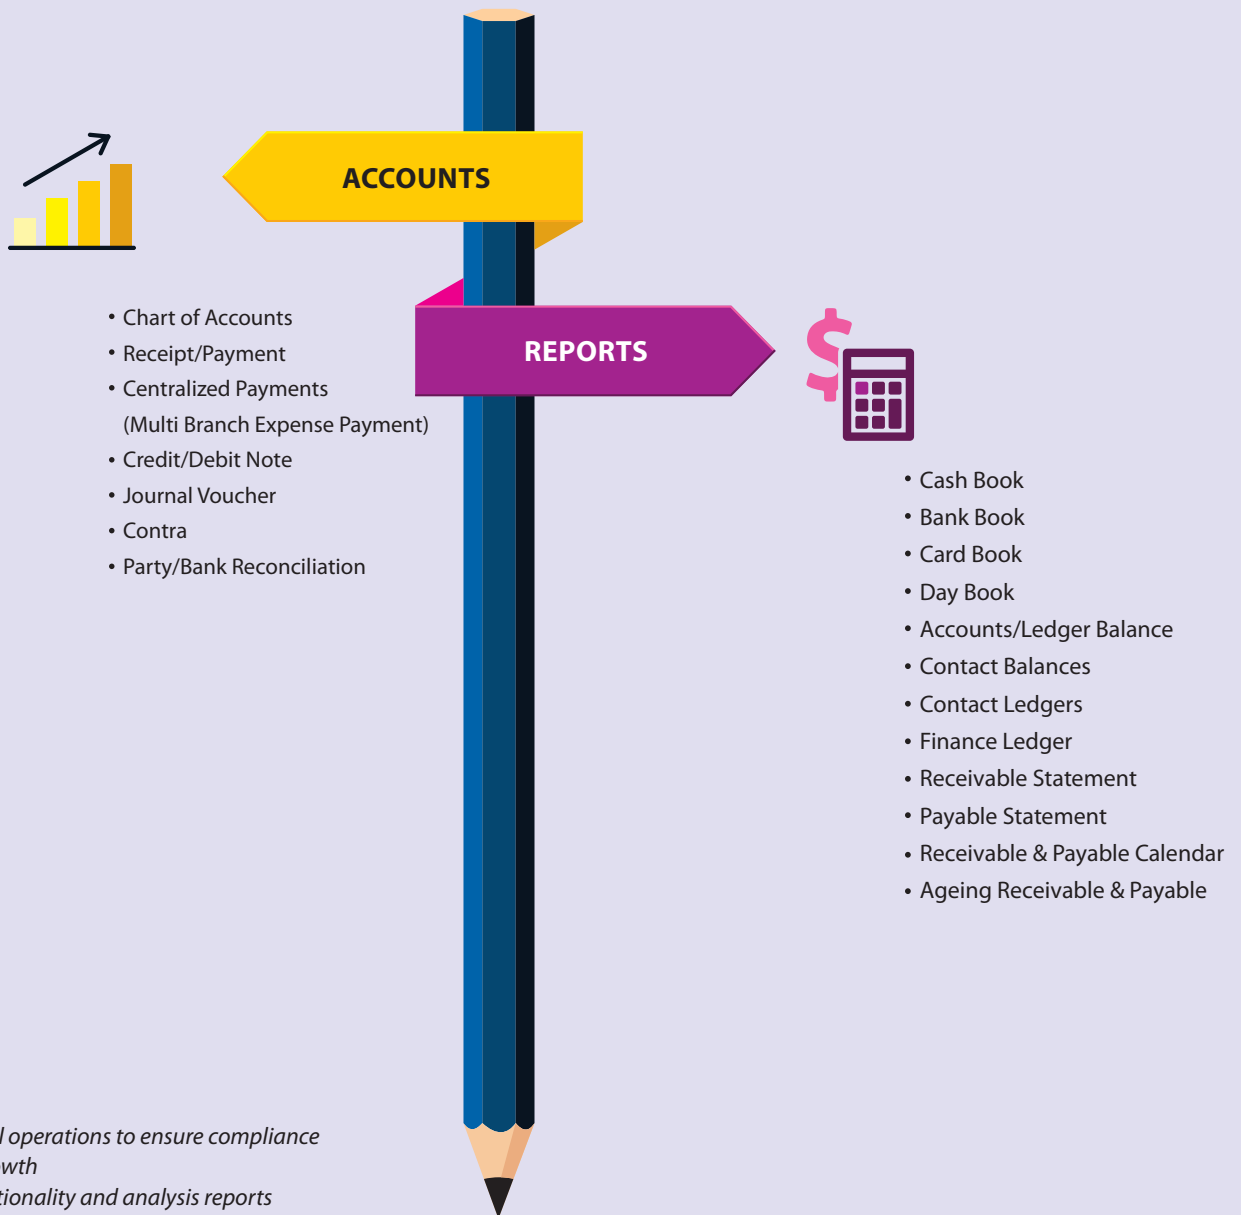 ACCOUNTS
• Chart of Accounts
• Receipt/Payment
• Centralized Payments
(Multi Branch Expense Payment)
• Credit/Debit Note
• Journal Voucher
• Contra
• Party/Bank Reconciliation
REPORTS
• Cash Book
• Bank Book
• Card Book
• Day Book
• Accounts/Ledger Balance
• Contact Balances
• Contact Ledgers
• Finance Ledger
• Receivable Statement
• Payable Statement
• Receivable & Payable Calendar
• Ageing Receivable & Payable
operations to ensure compliance
and analysis reports